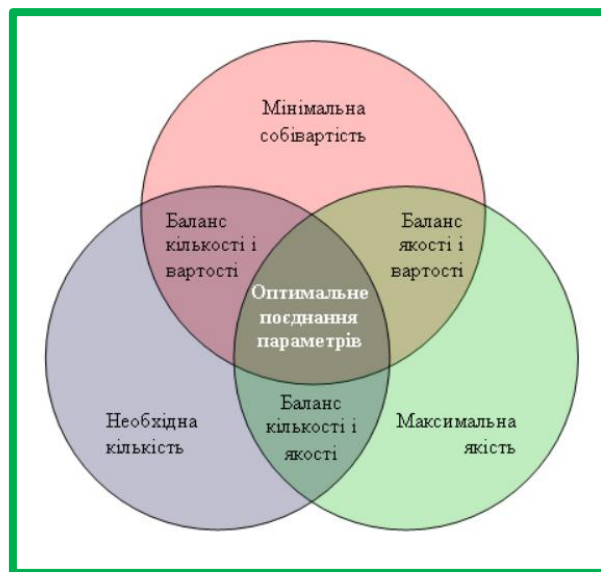 Мінімальна
собівартість
Баланс
кількості і
вартості
Баланс
якості і
вартості
Оптимальне
поєднання
параметрів
Необхідна
кількість
Баланс
кількості і
якості
Максимальна
якість